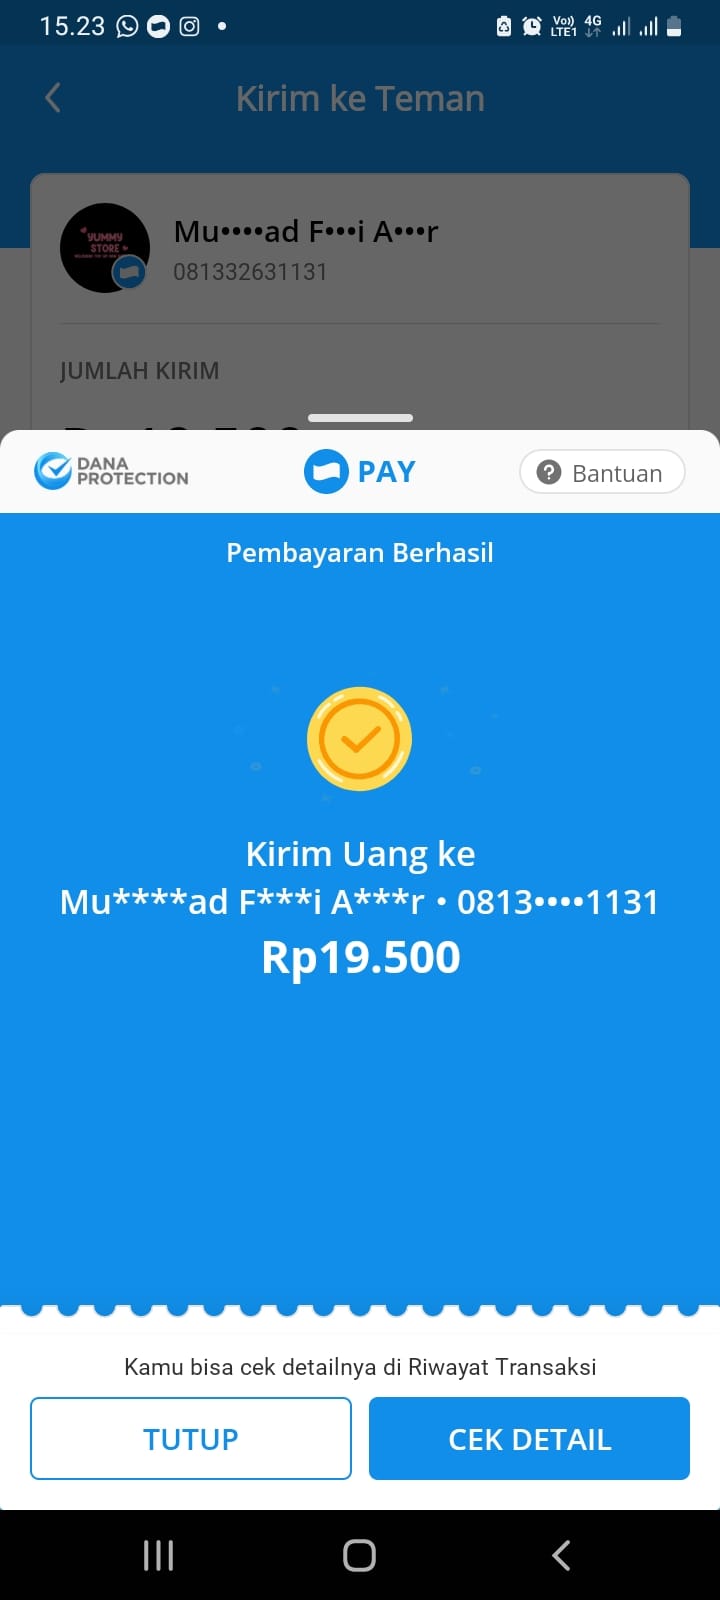 15.23
Vo))
LTE1
4G
Kirim ke Teman
YUMMY
STORE
Mu••••ad F•••i A•••r
081332631131
JUMLAH KIRIM
DANA
PROTECTION
PAY
? Bantuan
Pembayaran Berhasil
Kirim Uang ke
Mu****ad F***i A***r • 0813••••1131
Rp19.500
Kamu bisa cek detailnya di Riwayat Transaksi
TUTUP
CEK DETAIL